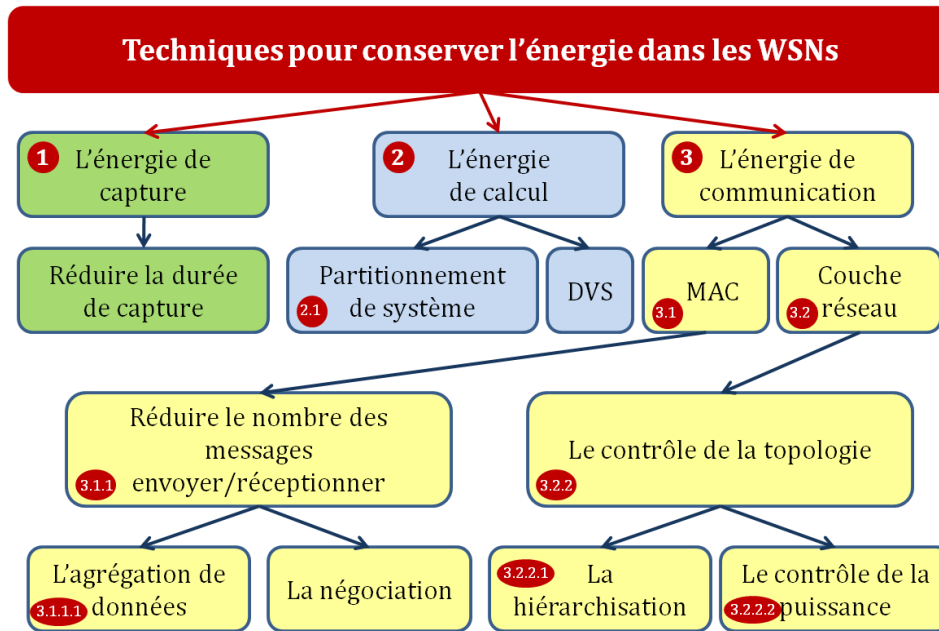 Techniques pour conserver l'énergie dans les WSNs
1 L'énergie de
capture
2 L'énergie
de calcul
3 L'énergie de
communication
Réduire la durée
de capture
Partitionnement
2.1 de système
DVS
MAC
3.1
Couche
3.2 réseau
Réduire le nombre des
messages
3.1.1 envoyer/réceptionner
Le contrôle de la topologie
3.2.2
L'agrégation de
3.1.1.1 données
La négociation
3.2.2.1 La
hiérarchisation
Le contrôle de la
3.2.2.2 puissance